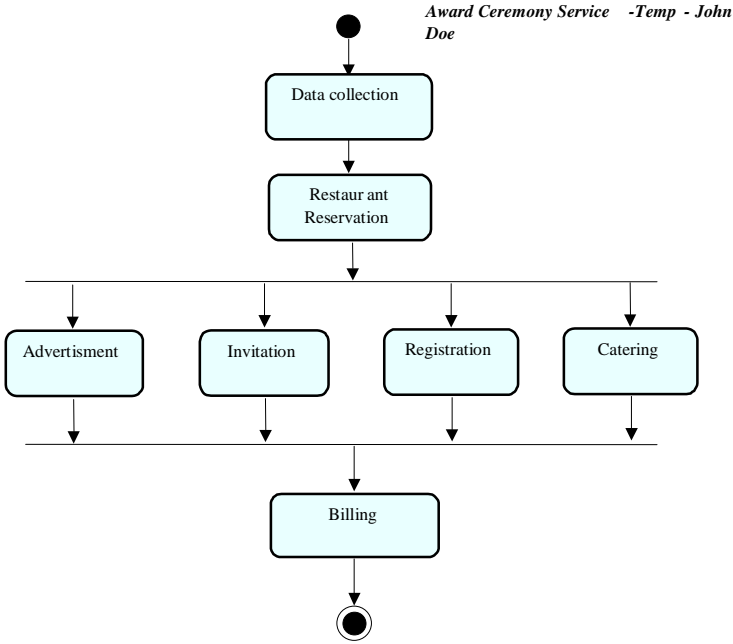 Award Ceremony Service -Temp - John
Doe
Data collection
Restaur ant
Reservation
Advertisment
Invitation
Registration
Catering
Billing